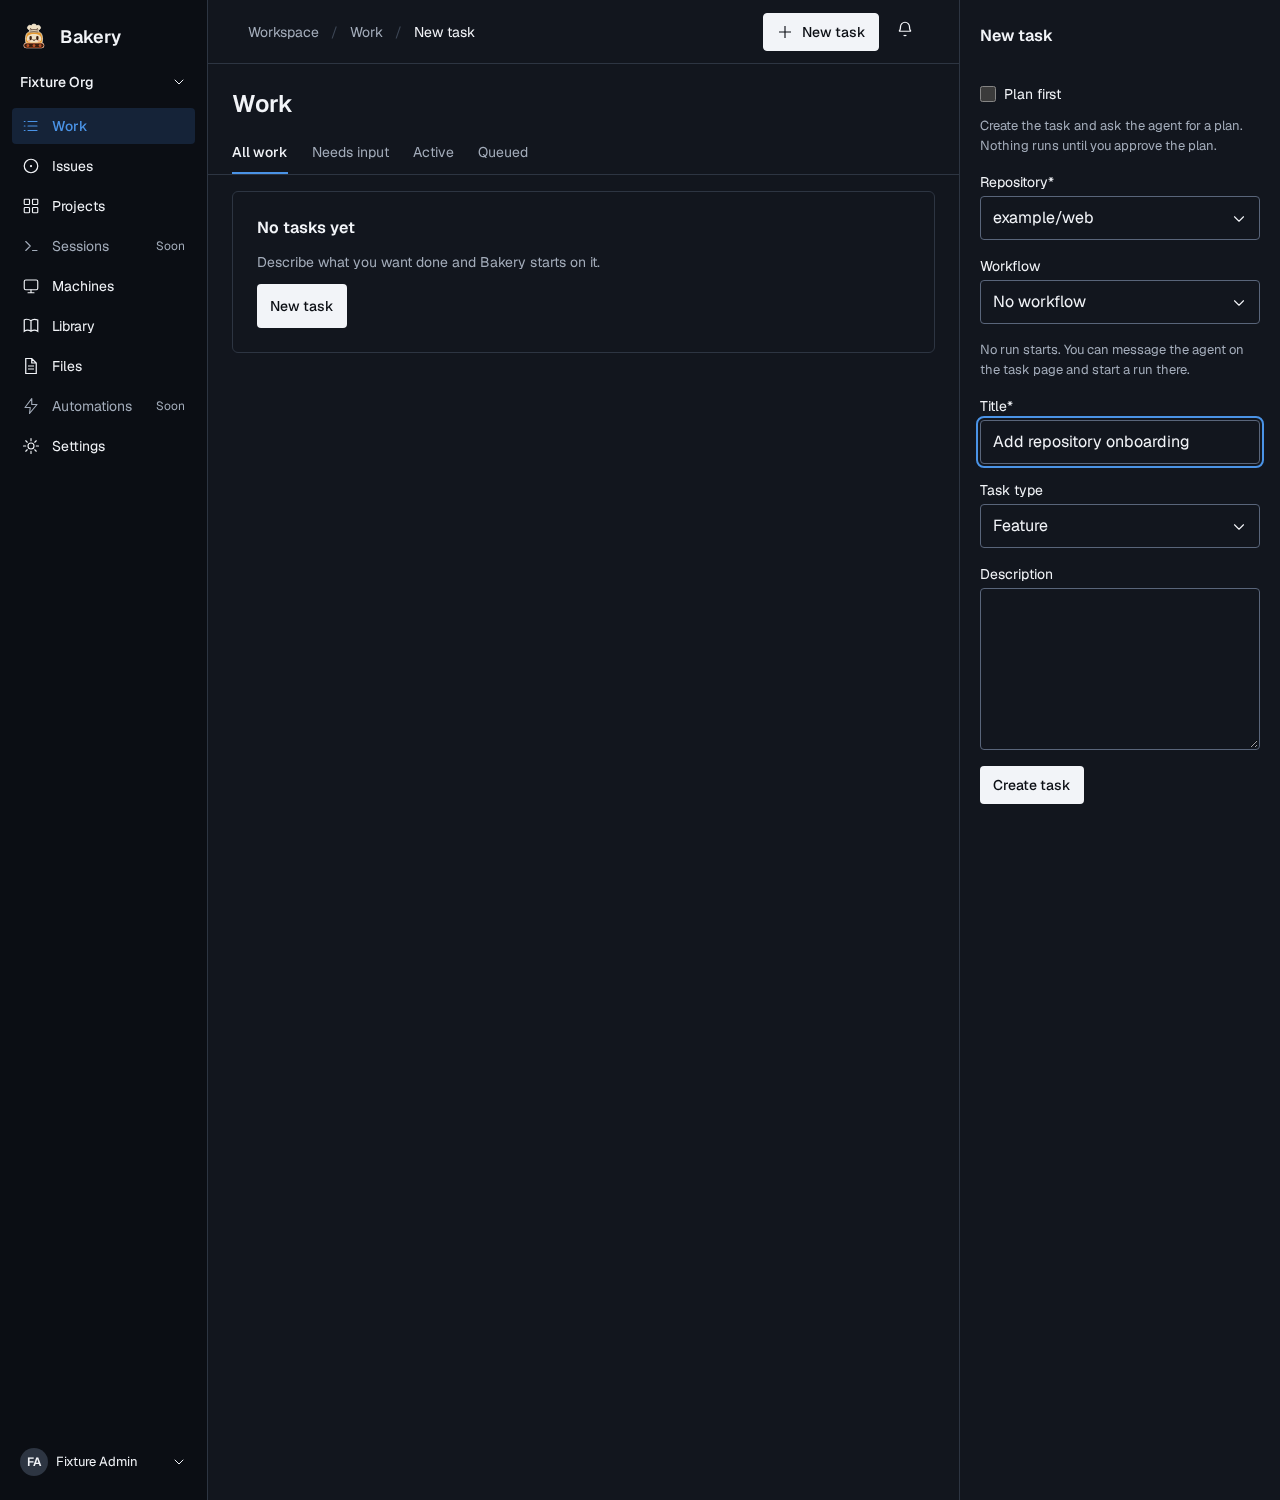 Bakery
Fixture Org
Work
Issues
Projects
Sessions Soon
Machines
Library
Files
Automations Soon
Settings
FA Fixture Admin
Workspace / Work / New task
New task
Work
All work Needs input Active Queued
No tasks yet
Describe what you want done and Bakery starts on it.
New task
New task
Plan first
Create the task and ask the agent for a plan.
Nothing runs until you approve the plan.
Repository*
example/web
Workflow
No workflow
No run starts. You can message the agent on
the task page and start a run there.
Title*
Add repository onboarding
Task type
Feature
Description
Create task